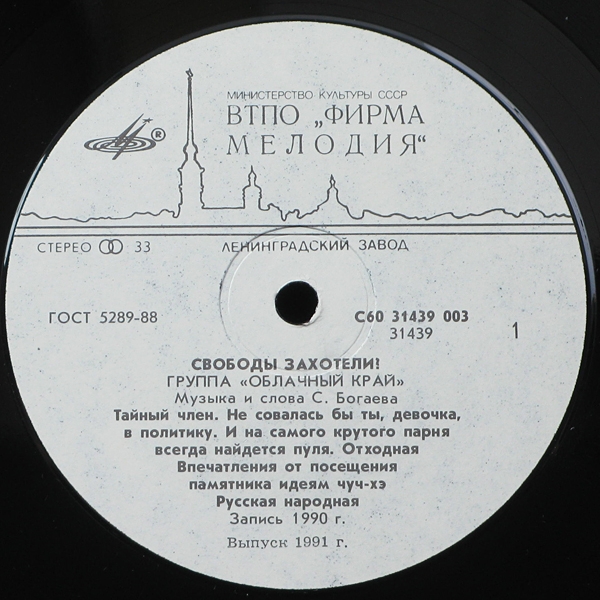 МИНИСТЕРСТВО КУЛЬТУРЫ СССР
ВТПО „ФИРМА
МЕЛОДИЯ“
®
СТЕРЕО 33
ЛЕНИНГРАДСКИЙ ЗАВОД
ГОСТ 5289-88
С60 31439 003
31439
1
СВОБОДЫ ЗАХОТЕЛИ?
ГРУППА «ОБЛАЧНЫЙ КРАЙ»
Музыка и слова С. Богаева
Тайный член. Не совалась бы ты, девочка,
в политику. И на самого крутого парня
всегда найдется пуля. Отходная
Впечатления от посещения
памятника идеям чуч-хэ
Русская народная
Запись 1990 г.
Выпуск 1991 г.